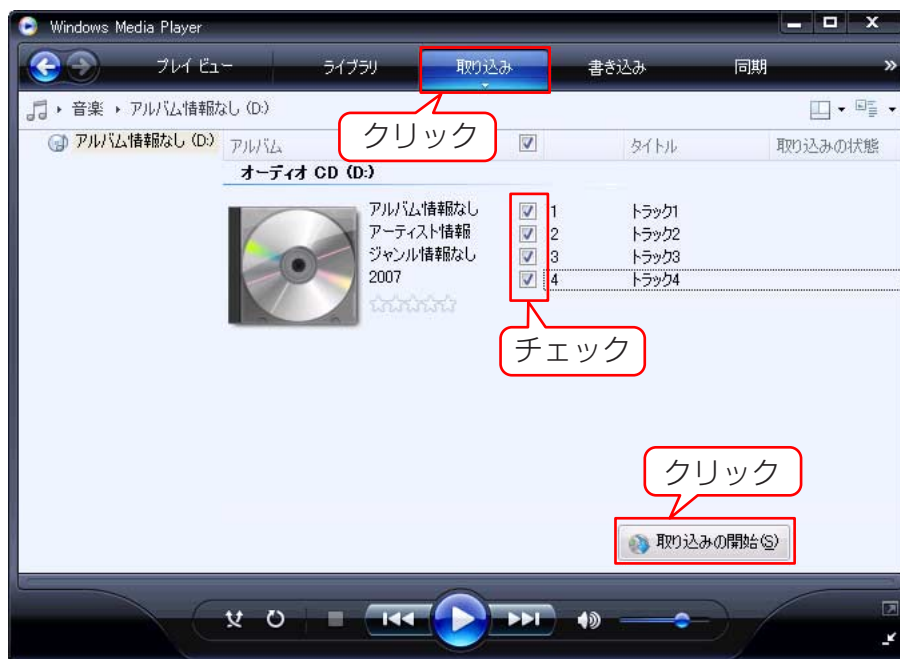 Windows Media Player
プレイ ビュー ライブラリ 取り込み 書き込み 同期 »
音楽 アルバム情報なし (D:)
クリック
アルバム情報なし (D:)
アルバム タイトル 取り込みの状態
オーディオ CD (D:)
アルバム情報なし 1 トラック1
アーティスト情報 2 トラック2
ジャンル情報なし 3 トラック3
2007 4 トラック4
チェック
クリック
取り込みの開始(S)